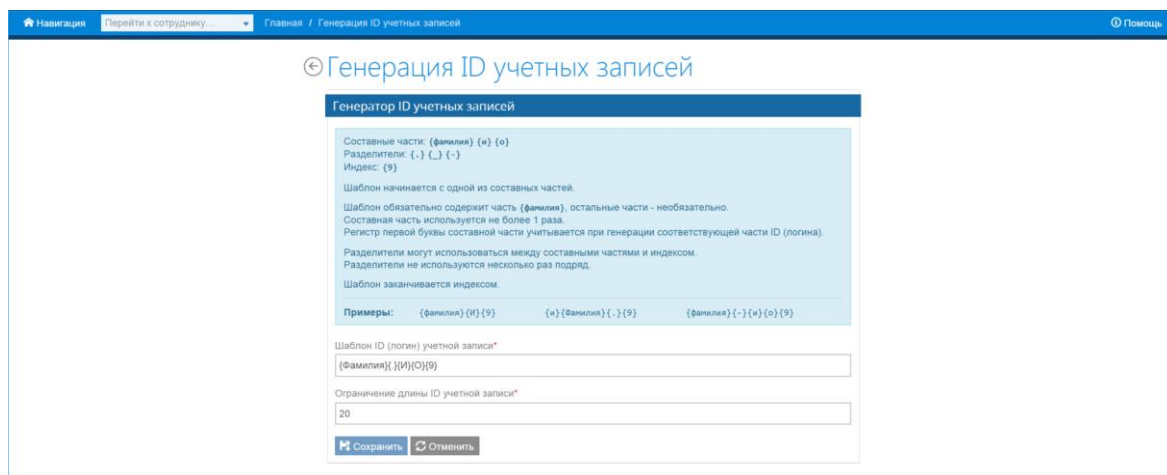 Навигация Перейти к сотруднику... Главная / Генерация ID учетных записей Помощь
Генерация ID учетных записей
Генератор ID учетных записей
Составные части: {фамилия} {и} {о}
Разделители: {.} {_} {-}
Индекс: {9}
Шаблон начинается с одной из составных частей.
Шаблон обязательно содержит часть {фамилия}, остальные части - необязательно.
Составная часть используется не более 1 раза.
Регистр первой буквы составной части учитывается при генерации соответствующей части ID (логина).
Разделители могут использоваться между составными частями и индексом.
Разделители не используются несколько раз подряд.
Шаблон заканчивается индексом.
Примеры: {фамилия}{И}{9} {и}{Фамилия}{.}{9} {фамилия}{-}{и}{о}{9}
Шаблон ID (логин) учетной записи*
{Фамилия}{.}{И}{О}{9}
Ограничение длины ID учетной записи*
20
Сохранить Отменить